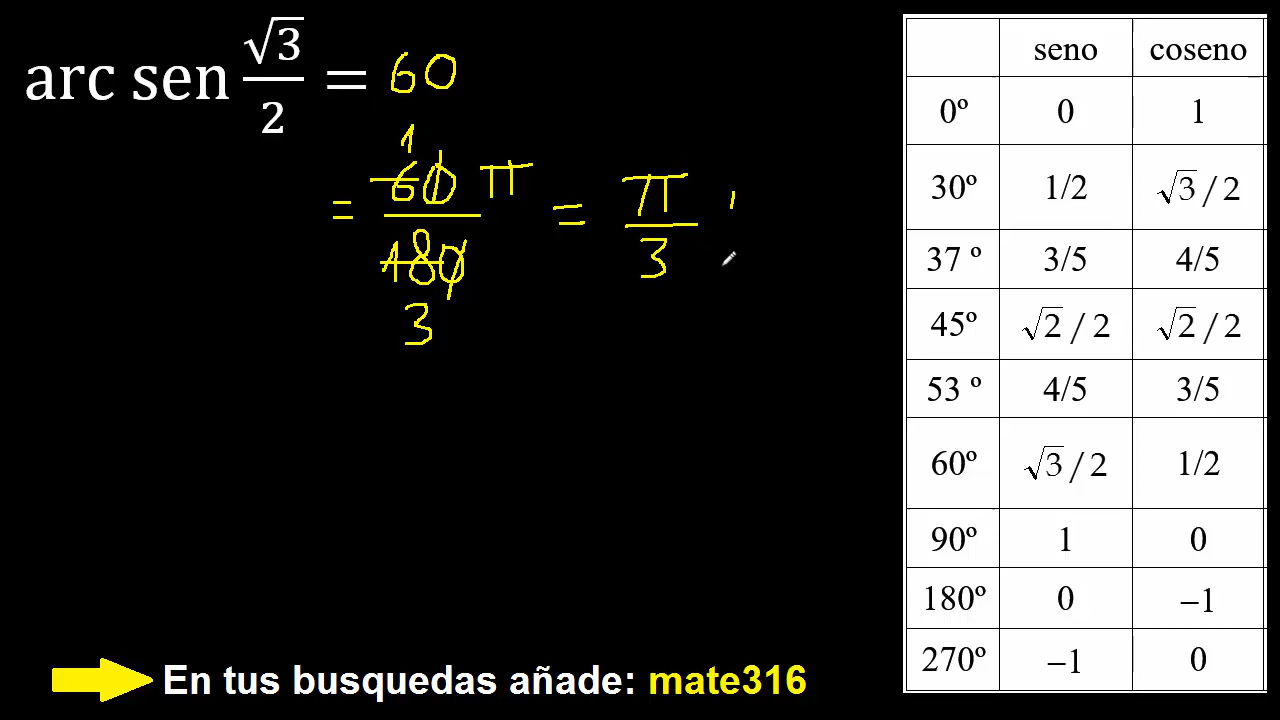 arc sen √3/2 = 60
= 60π/180 = π/3
1
3
seno coseno
0º 0 1
30º 1/2 √3/2
37 º 3/5 4/5
45º √2/2 √2/2
53 º 4/5 3/5
60º √3/2 1/2
90º 1 0
180º 0 –1
270º –1 0
En tus busquedas añade: mate316